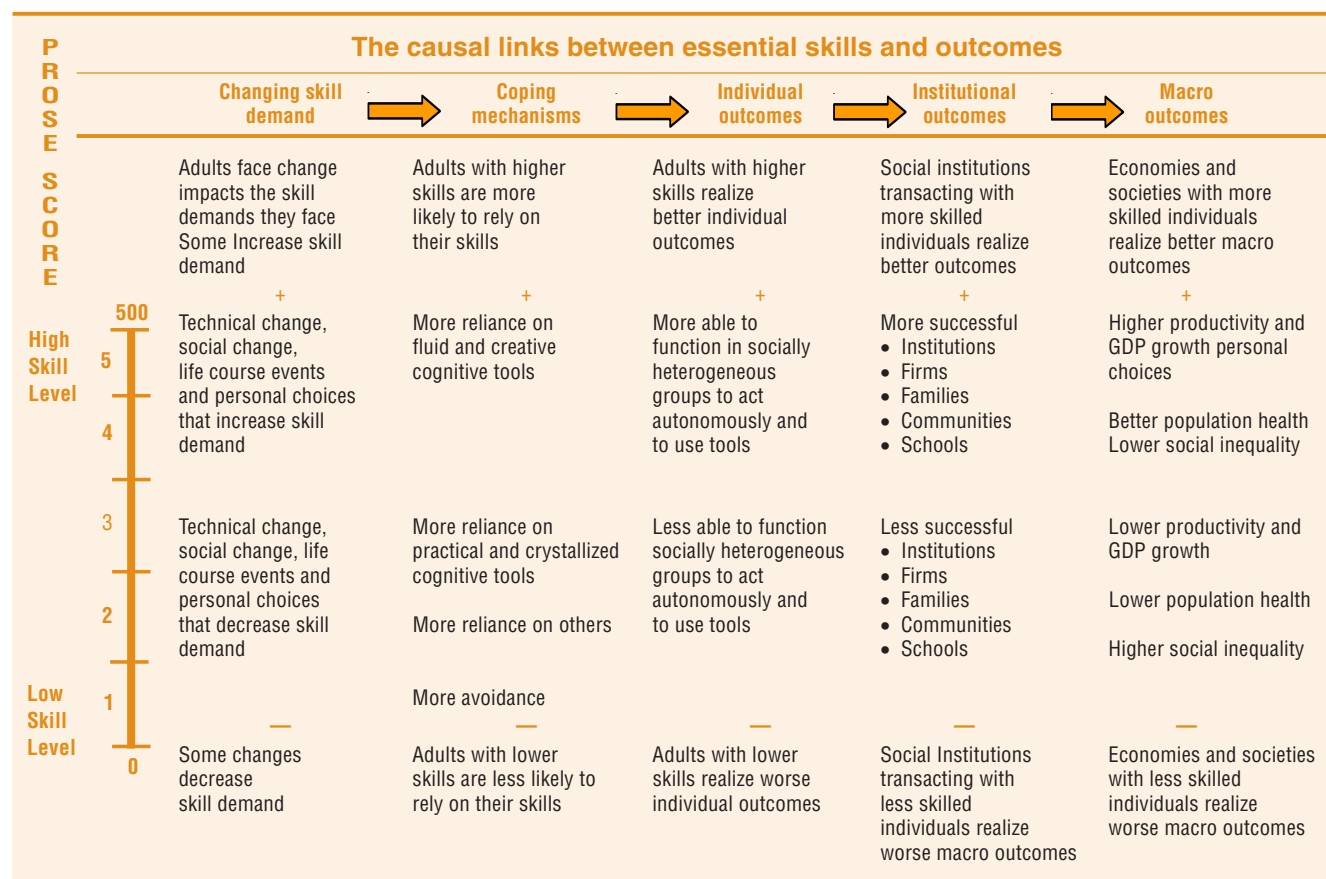 The causal links between essential skills and outcomes
PROSE SCORE
Changing skill
demand
Coping
mechanisms
Individual
outcomes
Institutional
outcomes
Macro
outcomes
Adults face change
impacts the skill
demands they face
Some Increase skill
demand
Adults with higher
skills are more
likely to rely on
their skills
Adults with higher
skills realize
better individual
outcomes
Social institutions
transacting with
more skilled
individuals realize
better outcomes
Economies and
societies with more
skilled individuals
realize better macro
outcomes
+
+
+
+
+
500
High
Skill
Level
5
4
3
2
1
Low
Skill
Level
0
Technical change,
social change,
life course events
and personal choices
that increase skill
demand
More reliance on
fluid and creative
cognitive tools
More able to
function in socially
heterogeneous
groups to act
autonomously and
to use tools
More successful
• Institutions
• Firms
• Families
• Communities
• Schools
Higher productivity and
GDP growth personal
choices
Better population health
Lower social inequality
Technical change,
social change, life
course events and
personal choices
that decrease skill
demand
More reliance on
practical and crystallized
cognitive tools
More reliance on others
More avoidance
Less able to function
socially heterogeneous
groups to act
autonomously and
to use tools
Less successful
• Institutions
• Firms
• Families
• Communities
• Schools
Lower productivity and
GDP growth
Lower population health
Higher social inequality
—
—
—
—
—
Some changes
decrease
skill demand
Adults with lower
skills are less likely to
rely on their skills
Adults with lower
skills realize worse
individual outcomes
Social Institutions
transacting with
less skilled
individuals realize
worse macro outcomes
Economies and societies
with less skilled
individuals realize
worse macro outcomes